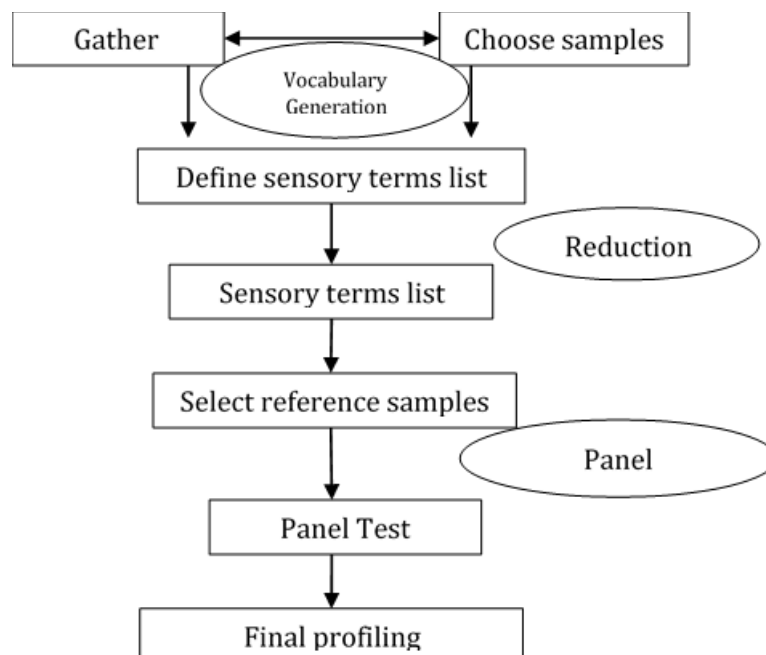 Gather
Choose samples
Vocabulary
Generation
Define sensory terms list
Reduction
Sensory terms list
Select reference samples
Panel
Panel Test
Final profiling